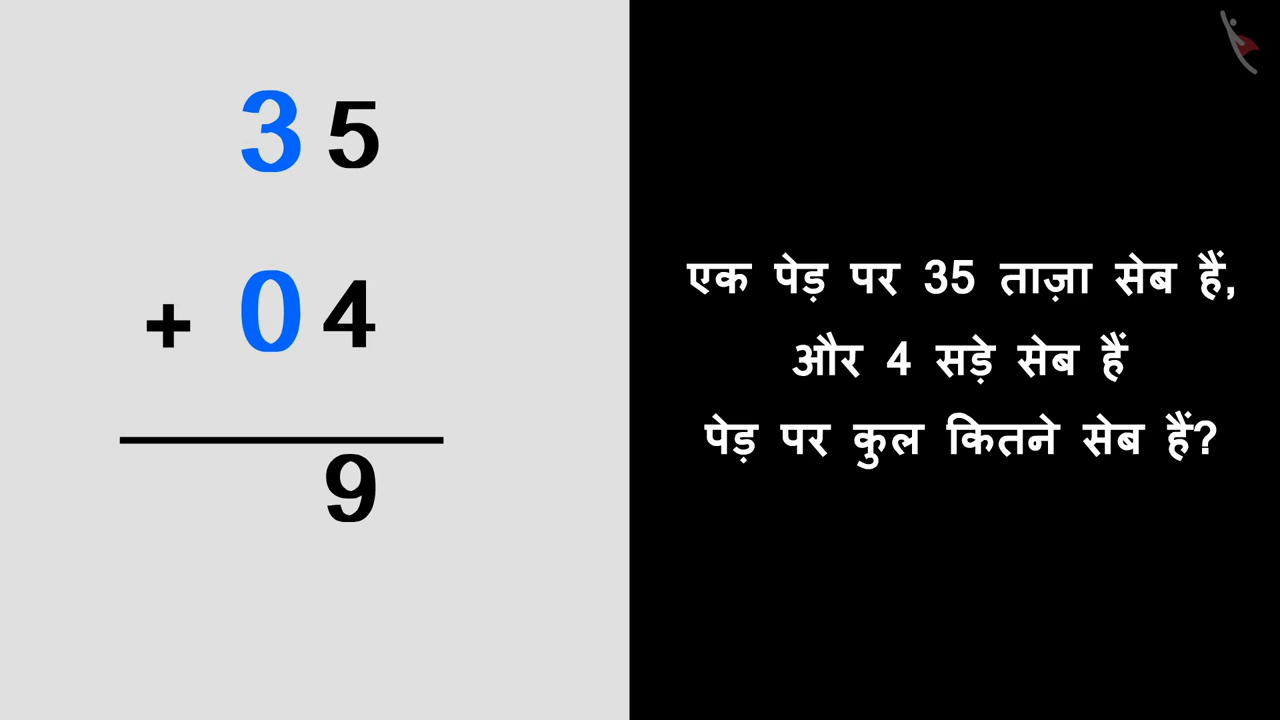 35
+ 04
9
एक पेड़ पर 35 ताज़ा सेब हैं,
और 4 सड़े सेब हैं
पेड़ पर कुल कितने सेब हैं?